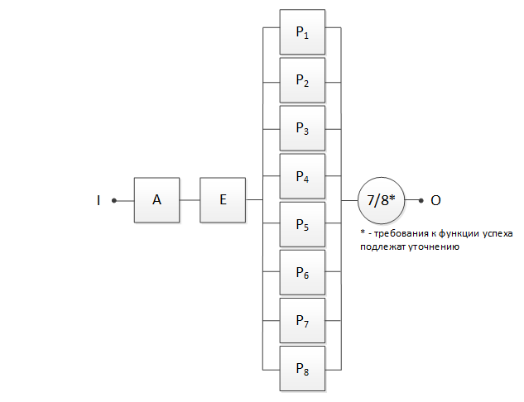 P1
P2
P3
P4
I A E 7/8* O
P5
* - требования к функции успеха
подлежат уточнению
P6
P7
P8